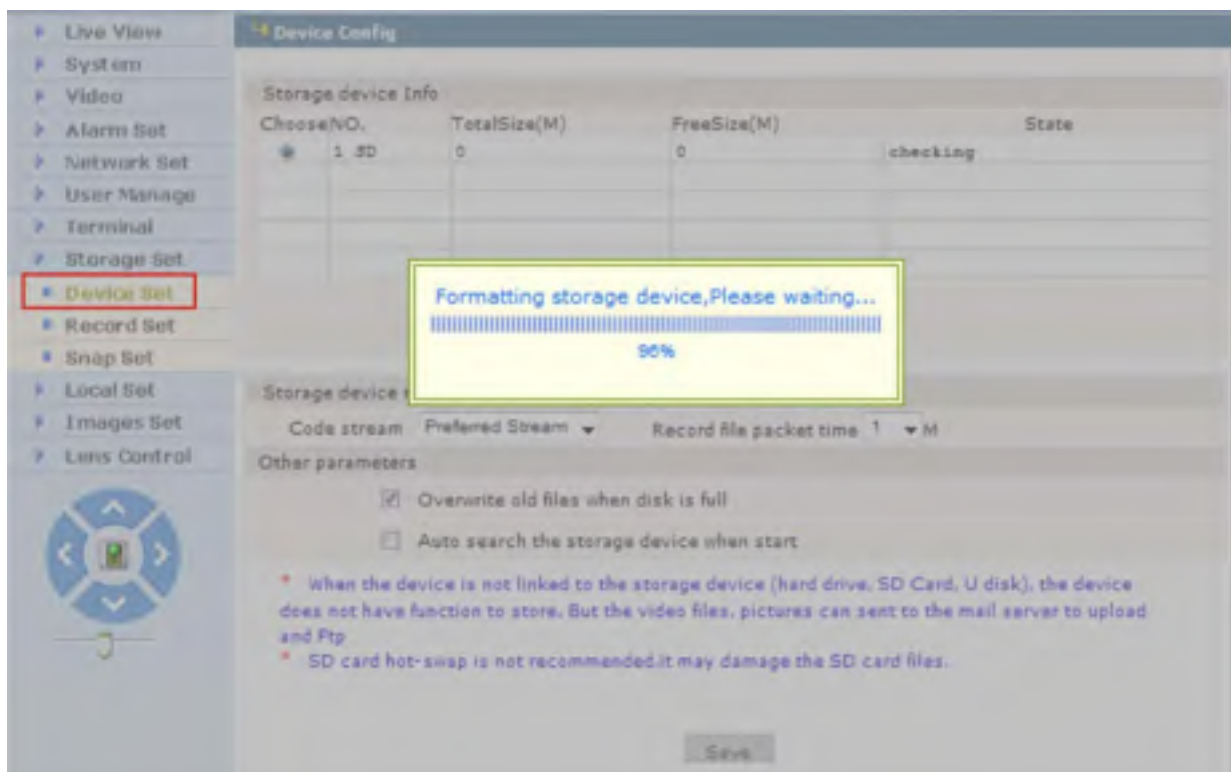 Live View
System
Video
Alarm Set
Network Set
User Manage
Terminal
Storage Set
Device Set
Record Set
Snap Set
Local Set
Images Set
Lens Control
Device Config
Storage device Info
Choose NO. TotalSize(M) FreeSize(M) State
1 SD 0 0 checking
Formatting storage device,Please waiting...
96%
Storage device
Code stream Preferred Stream Record file packet time 1 M
Other parameters
Overwrite old files when disk is full
Auto search the storage device when start
* When the device is not linked to the storage device (hard drive, SD Card, U disk), the device
does not have function to store. But the video files, pictures can sent to the mail server to upload
and Ftp
* SD card hot-swap is not recommended.it may damage the SD card files.
Save